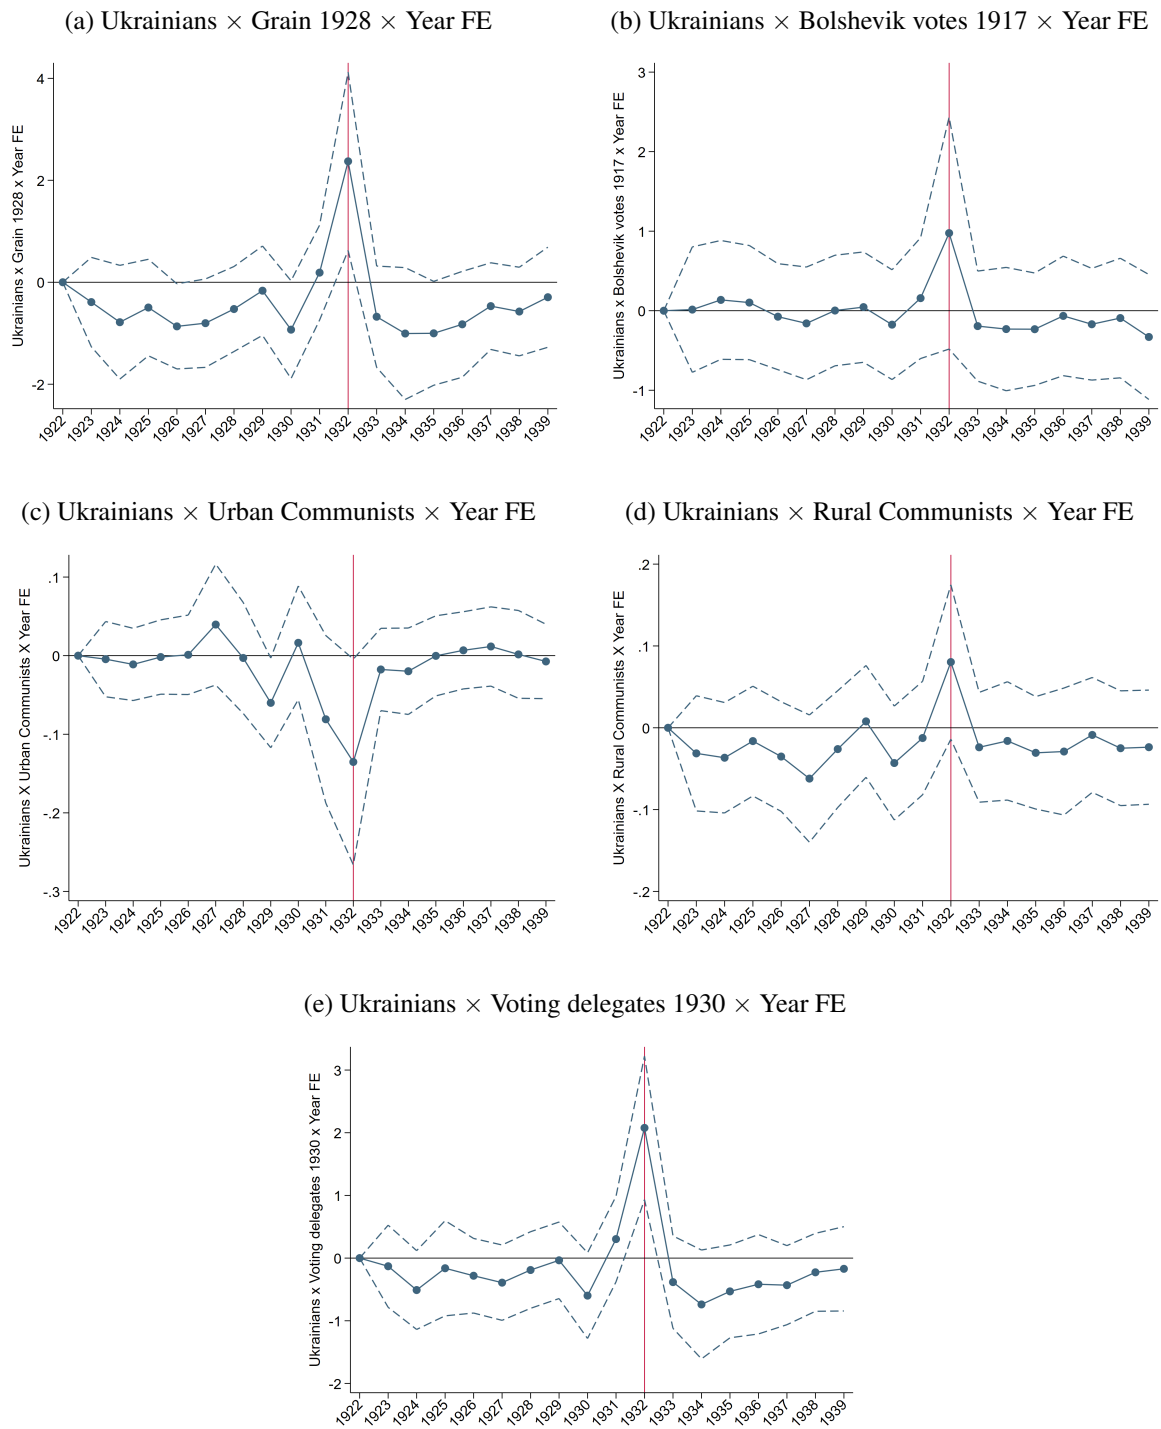 (a) Ukrainians × Grain 1928 × Year FE
Ukrainians x Grain 1928 x Year FE
4
2
0
-2
1922 1923 1924 1925 1926 1927 1928 1929 1930 1931 1932 1933 1934 1935 1936 1937 1938 1939
(b) Ukrainians × Bolshevik votes 1917 × Year FE
Ukrainians x Bolshevik votes 1917 x Year FE
3
2
1
0
-1
1922 1923 1924 1925 1926 1927 1928 1929 1930 1931 1932 1933 1934 1935 1936 1937 1938 1939
(c) Ukrainians × Urban Communists × Year FE
Ukrainians X Urban Communists X Year FE
.1
0
-.1
-.2
-.3
1922 1923 1924 1925 1926 1927 1928 1929 1930 1931 1932 1933 1934 1935 1936 1937 1938 1939
(d) Ukrainians × Rural Communists × Year FE
Ukrainians X Rural Communists X Year FE
.2
.1
0
-.1
-.2
1922 1923 1924 1925 1926 1927 1928 1929 1930 1931 1932 1933 1934 1935 1936 1937 1938 1939
(e) Ukrainians × Voting delegates 1930 × Year FE
Ukrainians x Voting delegates 1930 x Year FE
3
2
1
0
-1
-2
1922 1923 1924 1925 1926 1927 1928 1929 1930 1931 1932 1933 1934 1935 1936 1937 1938 1939